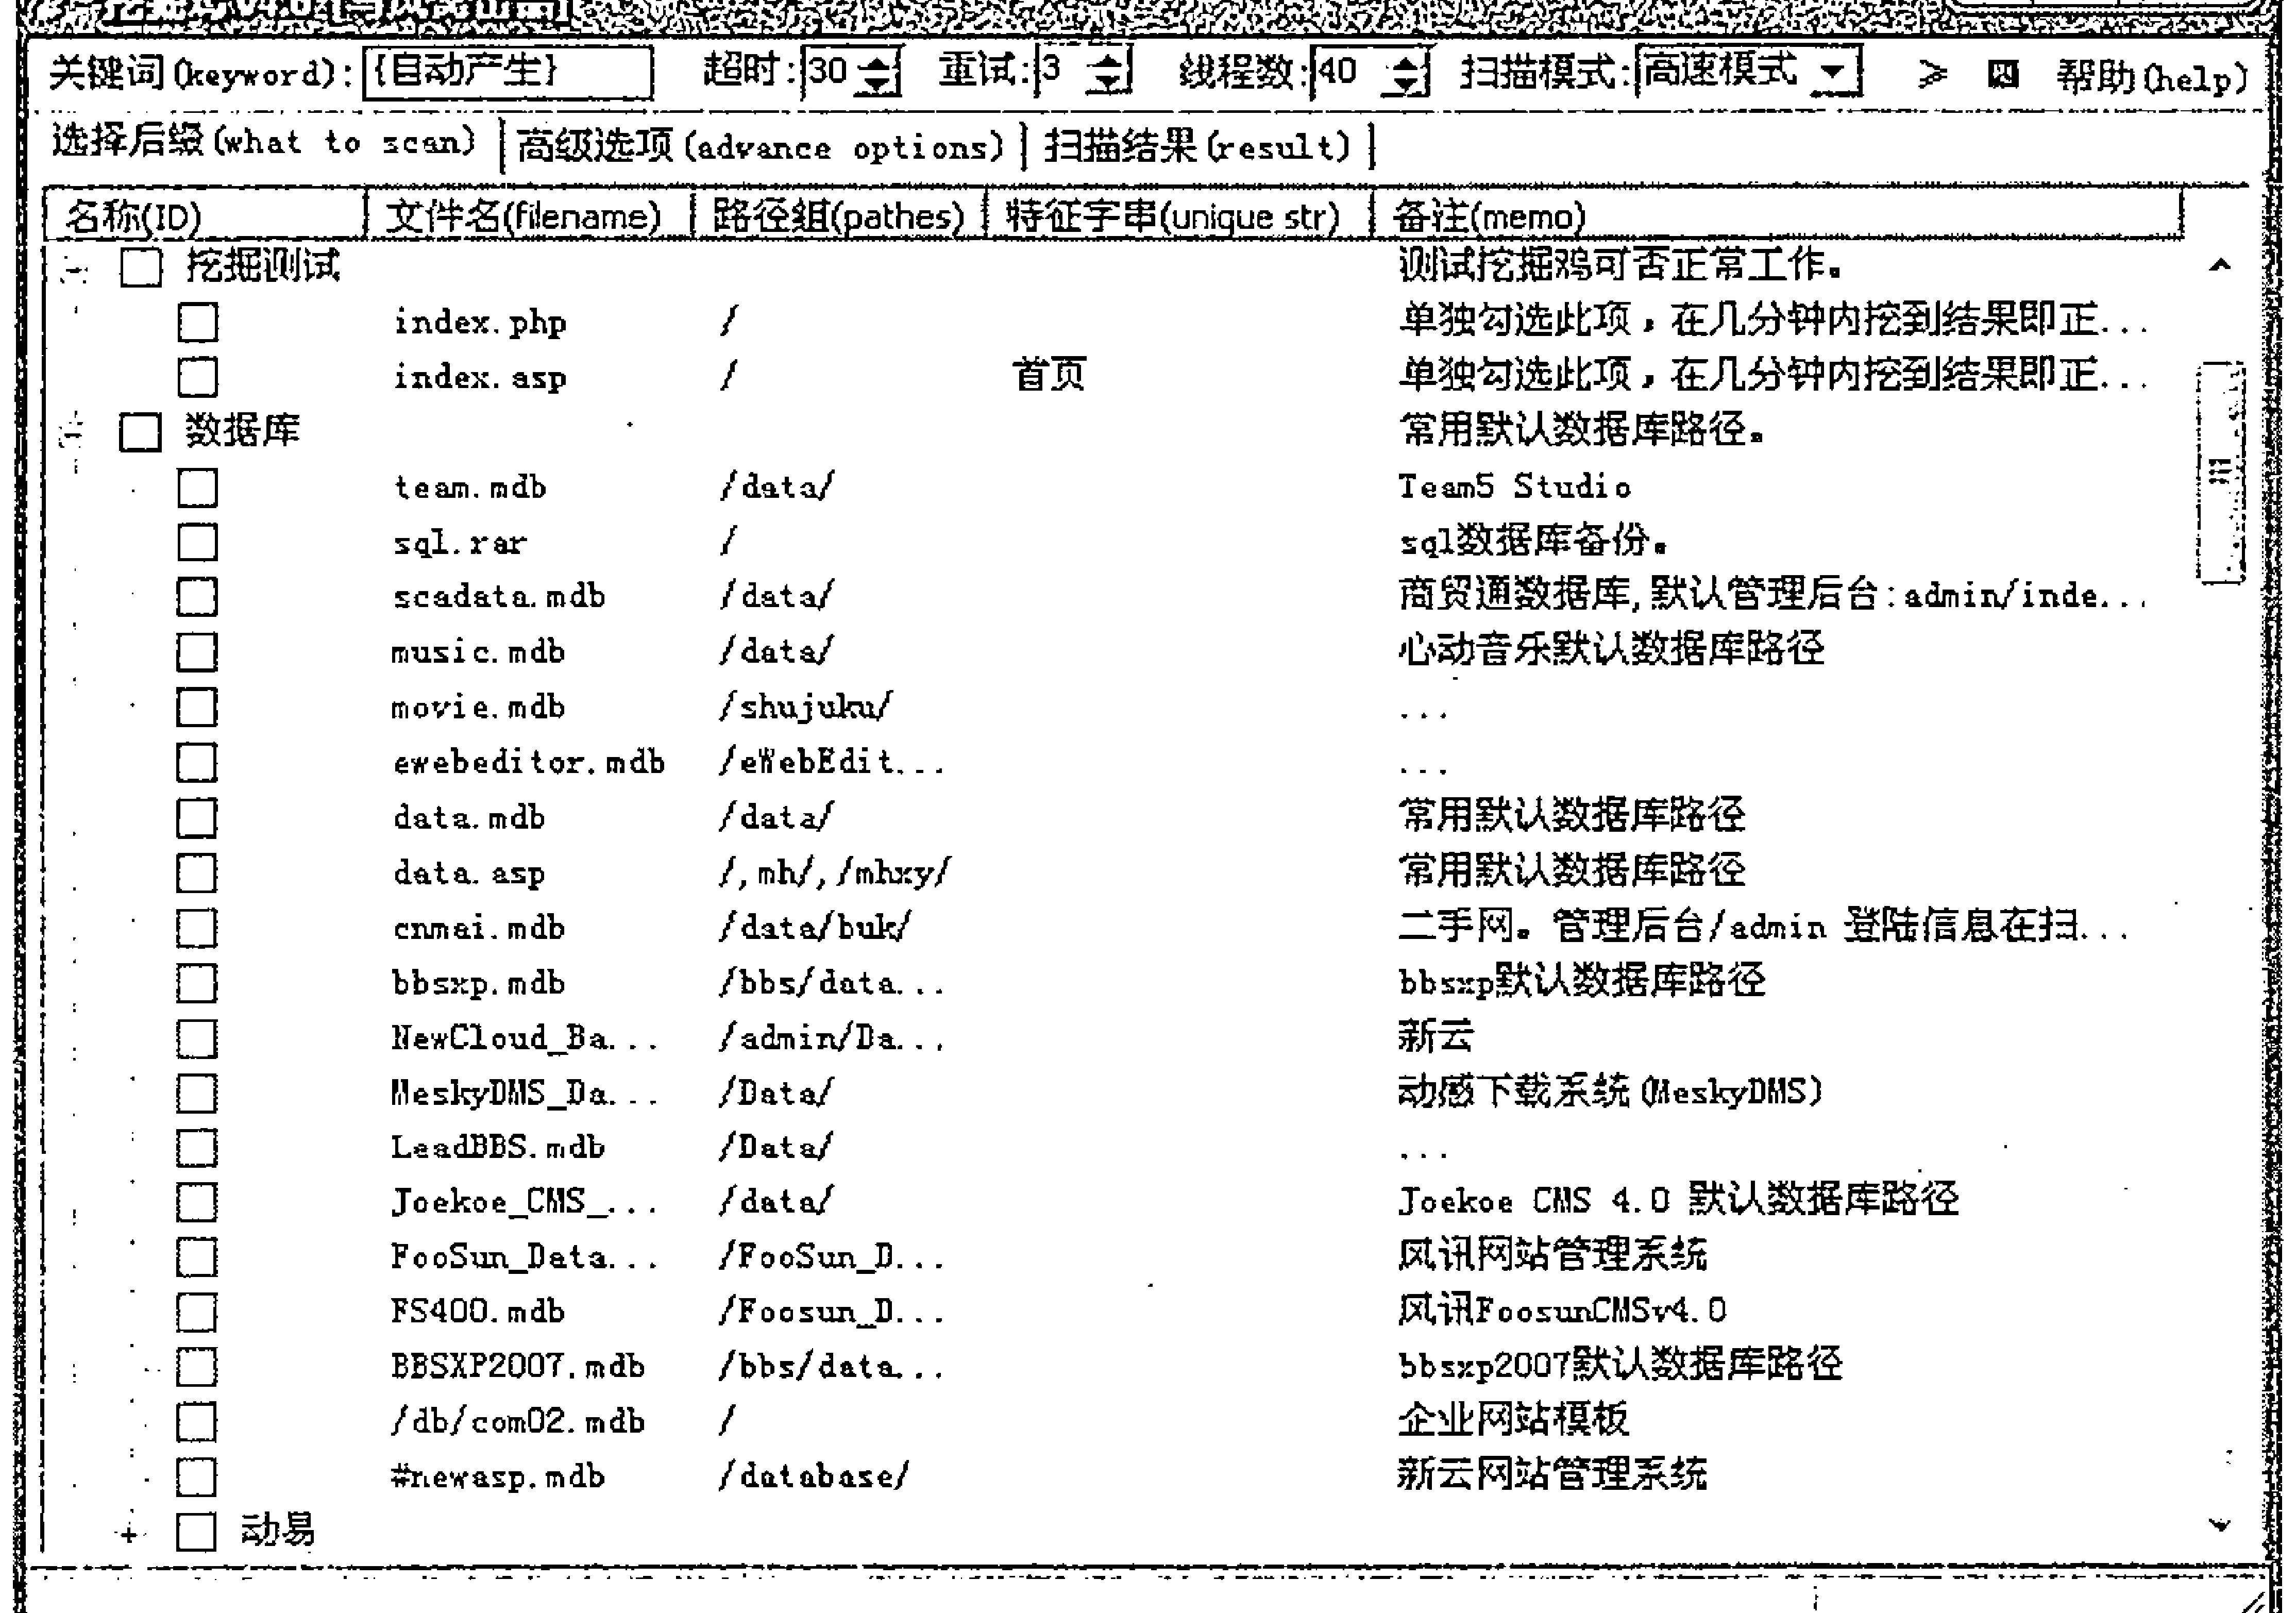 挖掘鸡V4.0
关键词(keyword): {自动产生} 超时: 30 重试: 3 线程数: 40 扫描模式: 高速模式 > 帮助(help)
选择后缀(what to scan) 高级选项(advance options) 扫描结果(result)
名称(ID) 文件名(filename) 路径组(pathes) 特征字串(unique str) 备注(memo)
挖掘测试 测试挖掘鸡可否正常工作。
index.php / 单独勾选此项，在几分钟内挖到结果即正...
index.asp / 首页 单独勾选此项，在几分钟内挖到结果即正...
数据库 常用默认数据库路径。
team.mdb /data/ Team5 Studio
sql.rar / sql数据库备份。
scadata.mdb /data/ 商贸通数据库,默认管理后台:admin/inde...
music.mdb /data/ 心动音乐默认数据库路径
movie.mdb /shujuku/ ...
ewebeditor.mdb /eWebEdit... ...
data.mdb /data/ 常用默认数据库路径
data.asp /,mh/,/mhxy/ 常用默认数据库路径
cnmai.mdb /data/buk/ 二手网。管理后台/admin 登陆信息在扫...
bbsxp.mdb /bbs/data... bbsxp默认数据库路径
NewCloud_Ba... /admin/Da... 新云
MeskyDMS_Da... /Data/ 动感下载系统(MeskyDMS)
LeadBBS.mdb /Data/ ...
Joekoe_CMS_... /data/ Joekoe CMS 4.0 默认数据库路径
FooSun_Data... /FooSun_D... 风讯网站管理系统
FS400.mdb /Foosun_D... 风讯FoosunCMSv4.0
BBSXP2007.mdb /bbs/data... bbsxp2007默认数据库路径
/db/com02.mdb / 企业网站模板
#newasp.mdb /database/ 新云网站管理系统
动易